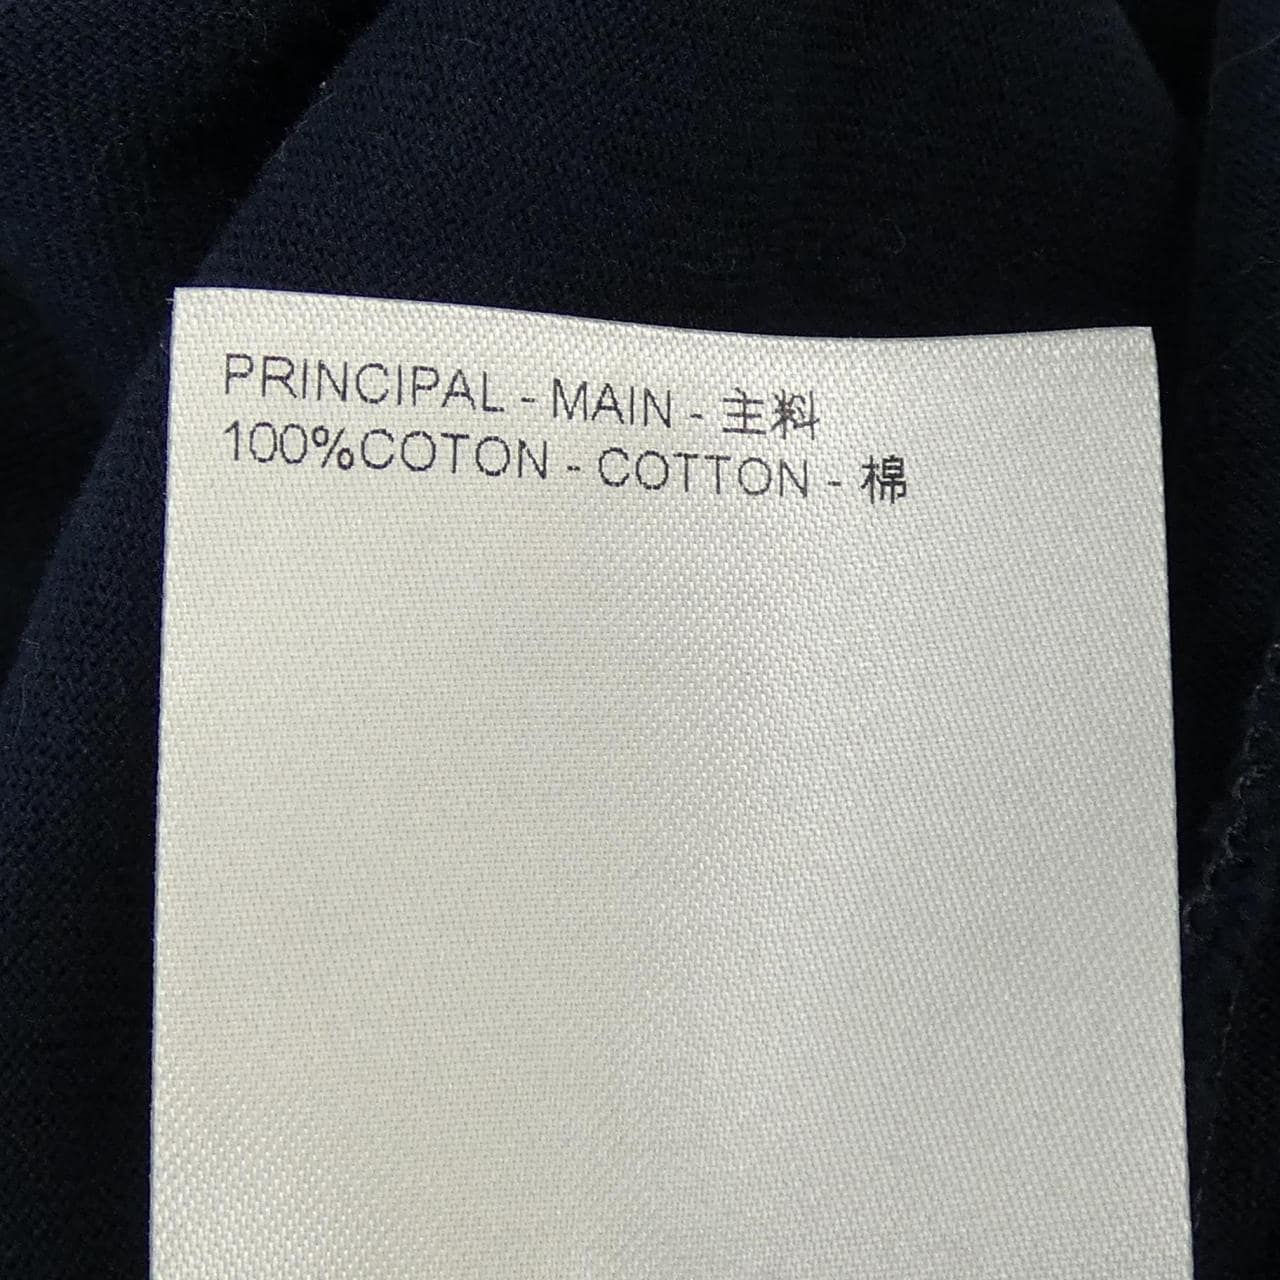 PRINCIPAL - MAIN - 主料
100%COTON - COTTON - 棉